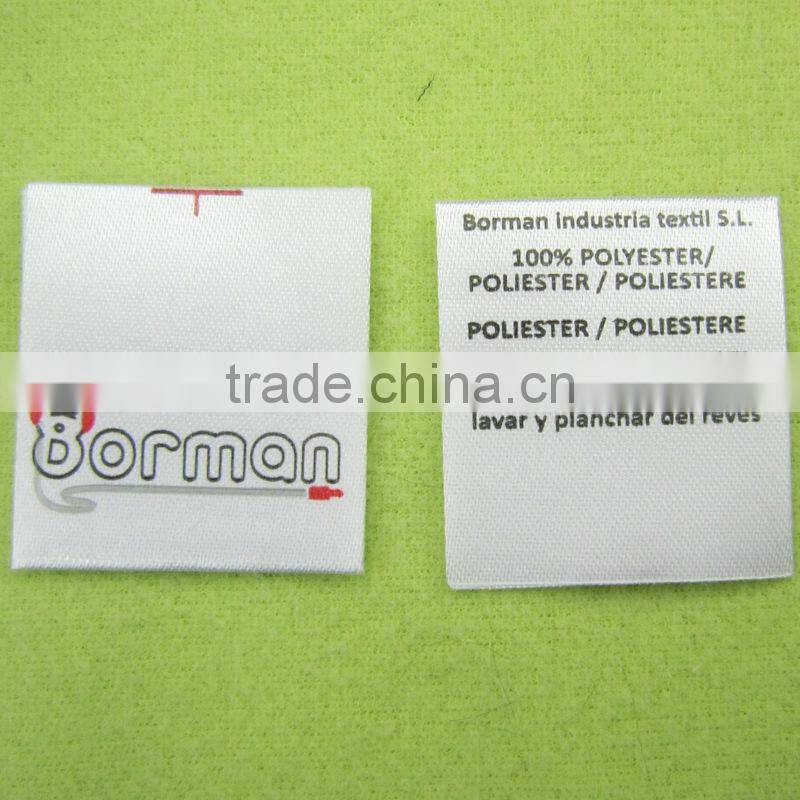 Borman
Borman industria textil S.L.
100% POLYESTER/
POLIESTER / POLIESTERE
POLIESTER / POLIESTERE
trade.china.cn
lavar y planchar del reves